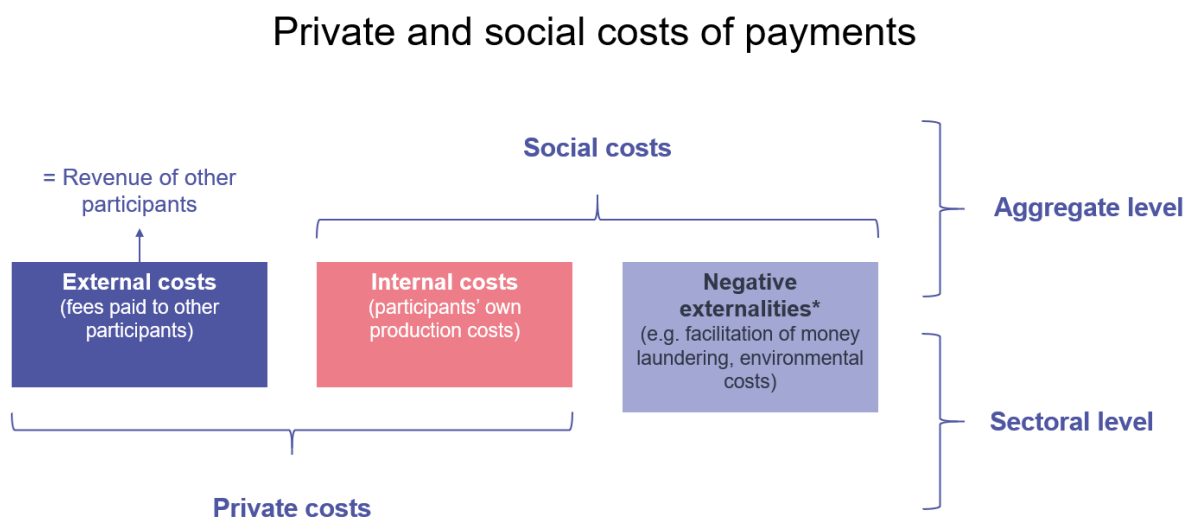 Private and social costs of payments
Social costs
= Revenue of other
participants
Aggregate level
External costs
(fees paid to other
participants)
Internal costs
(participants’ own
production costs)
Negative
externalities*
(e.g. facilitation of money
laundering, environmental
costs)
Sectoral level
Private costs